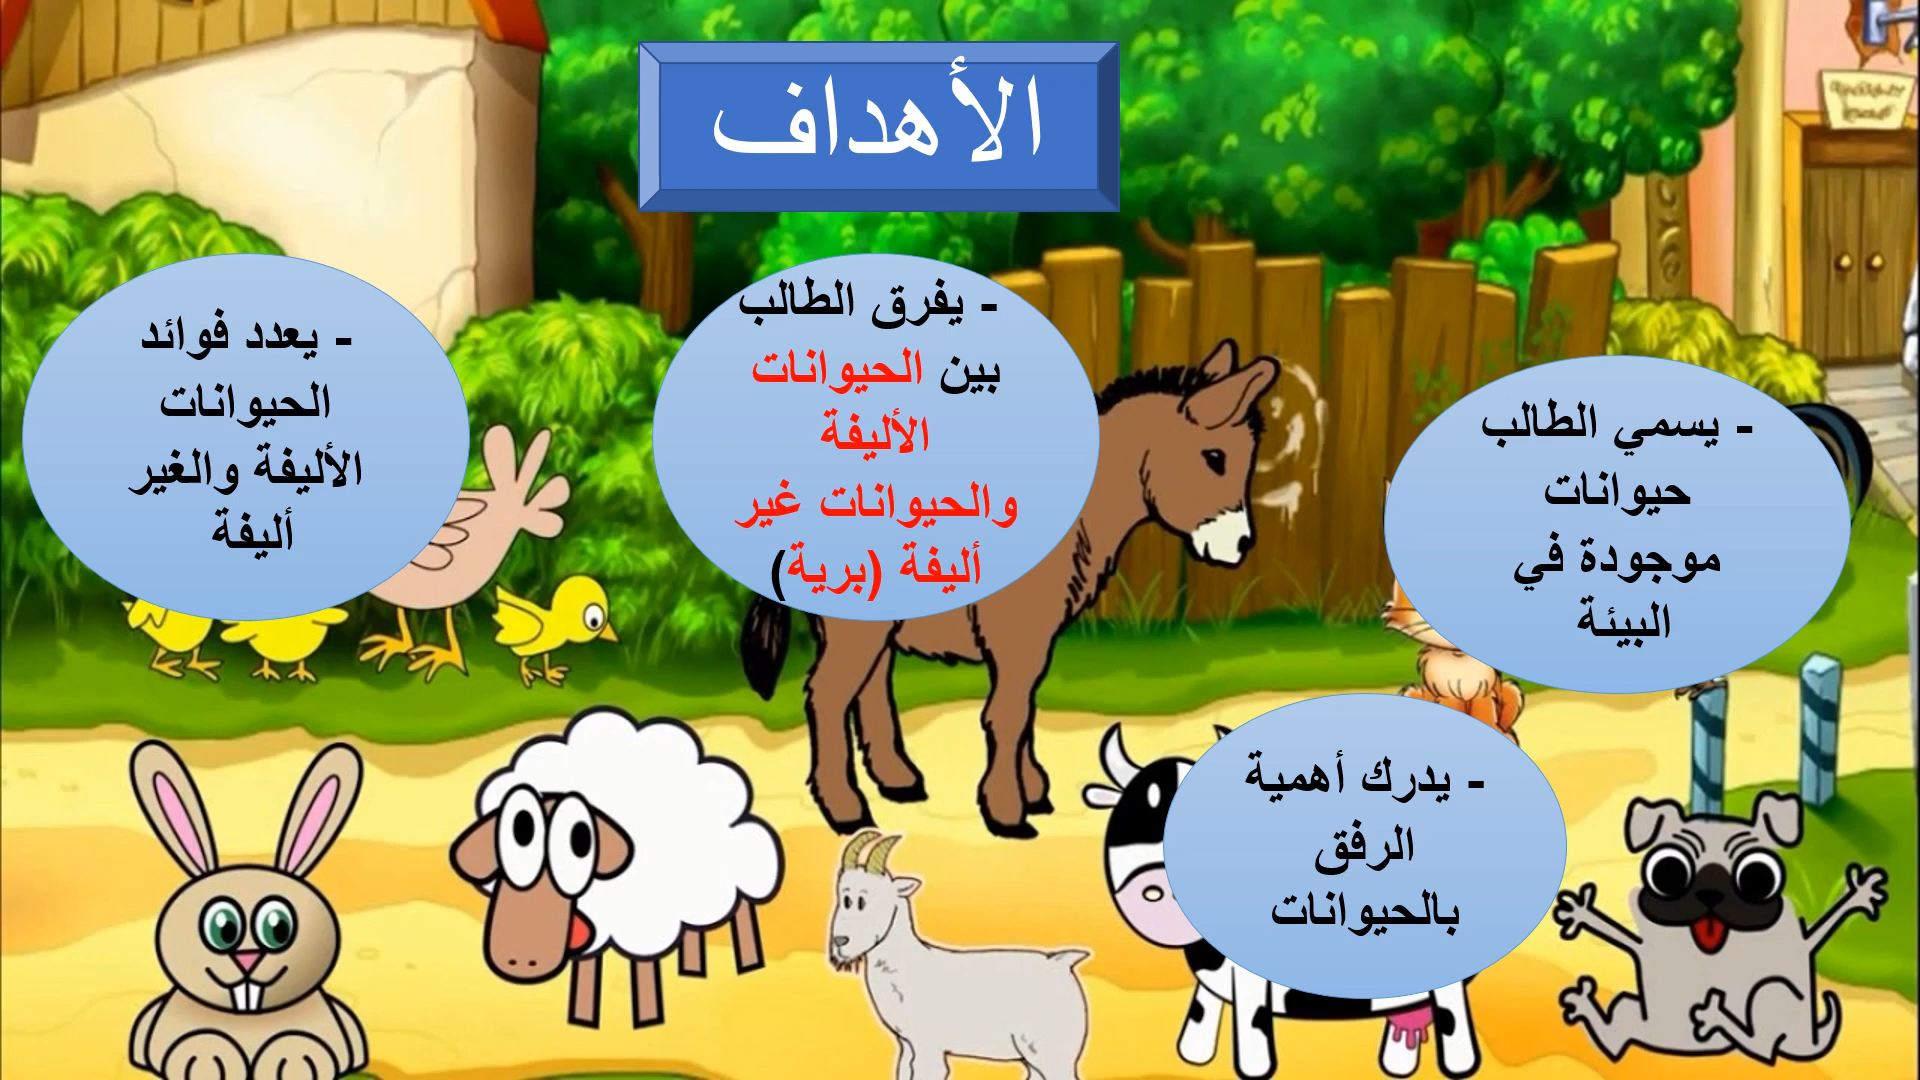 الأهداف
- يسمي الطالب
حيوانات
موجودة في
البيئة
- يفرق الطالب
بين الحيوانات
الأليفة
والحيوانات غير
أليفة (برية)
- يعدد فوائد
الحيوانات
الأليفة والغير
أليفة
- يدرك أهمية
الرفق
بالحيوانات